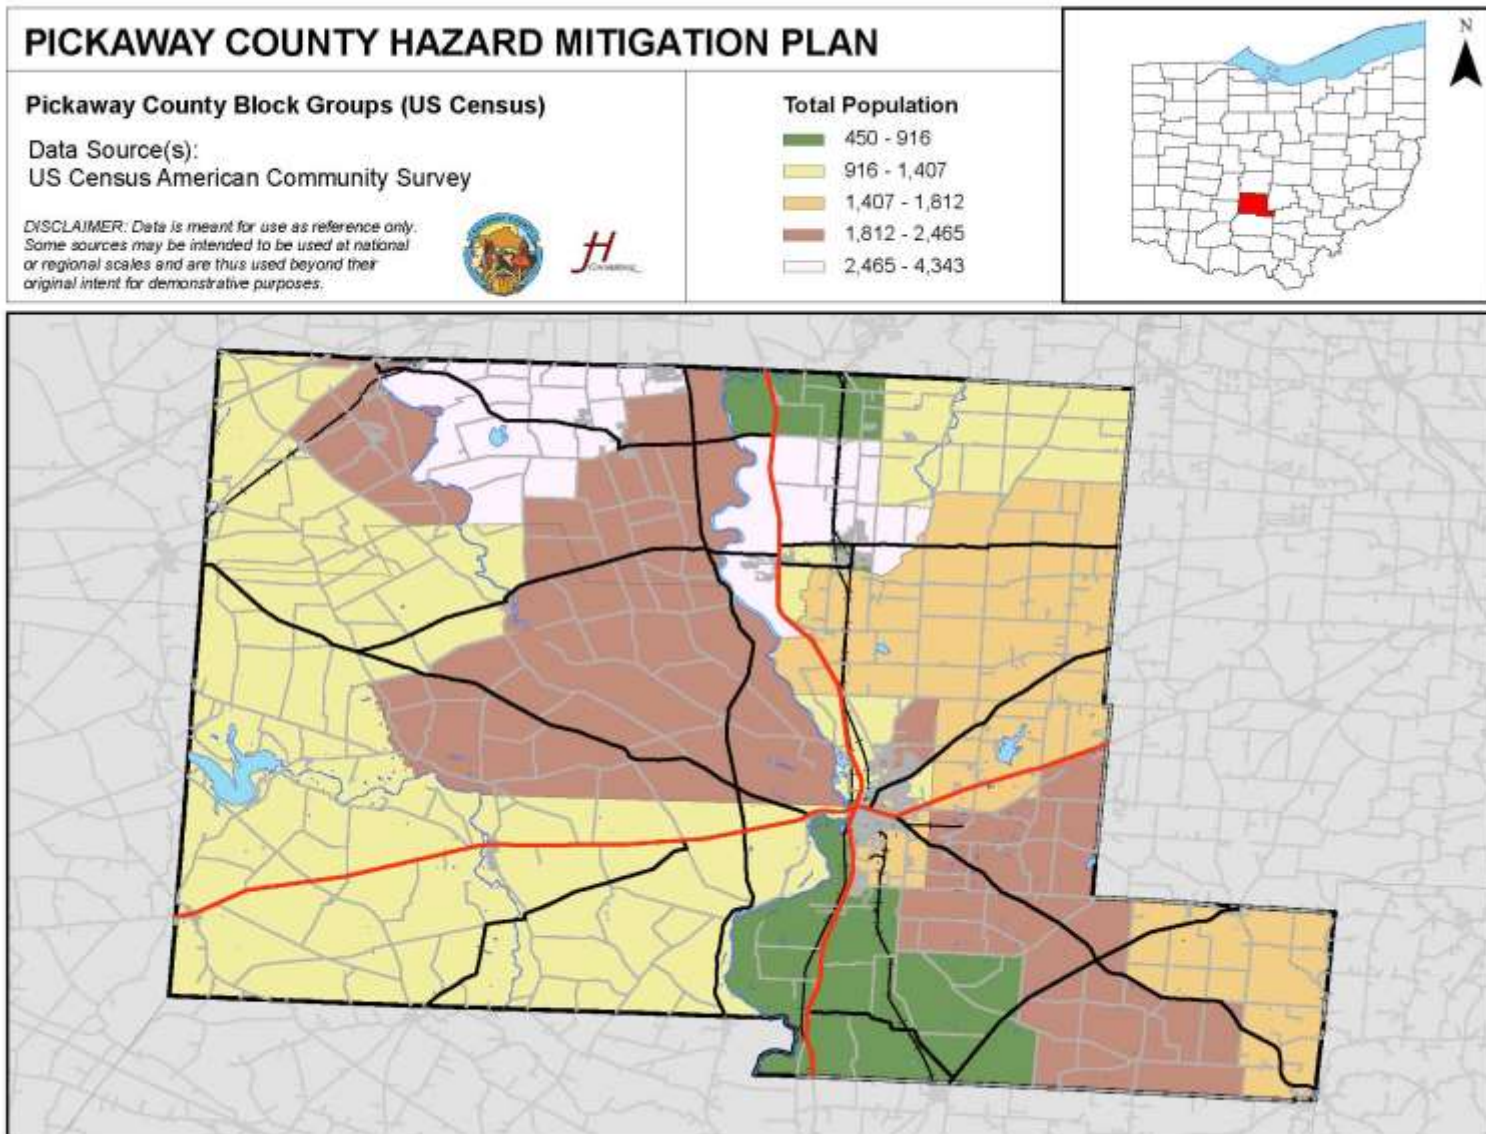 PICKAWAY COUNTY HAZARD MITIGATION PLAN
Pickaway County Block Groups (US Census)
Data Source(s):
US Census American Community Survey
DISCLAIMER: Data is meant for use as reference only.
Some sources may be intended to be used at national
or regional scales and are thus used beyond their
original intent for demonstrative purposes.
JH
Consulting
Total Population
450 - 916
916 - 1,407
1,407 - 1,812
1,812 - 2,465
2,465 - 4,343
N